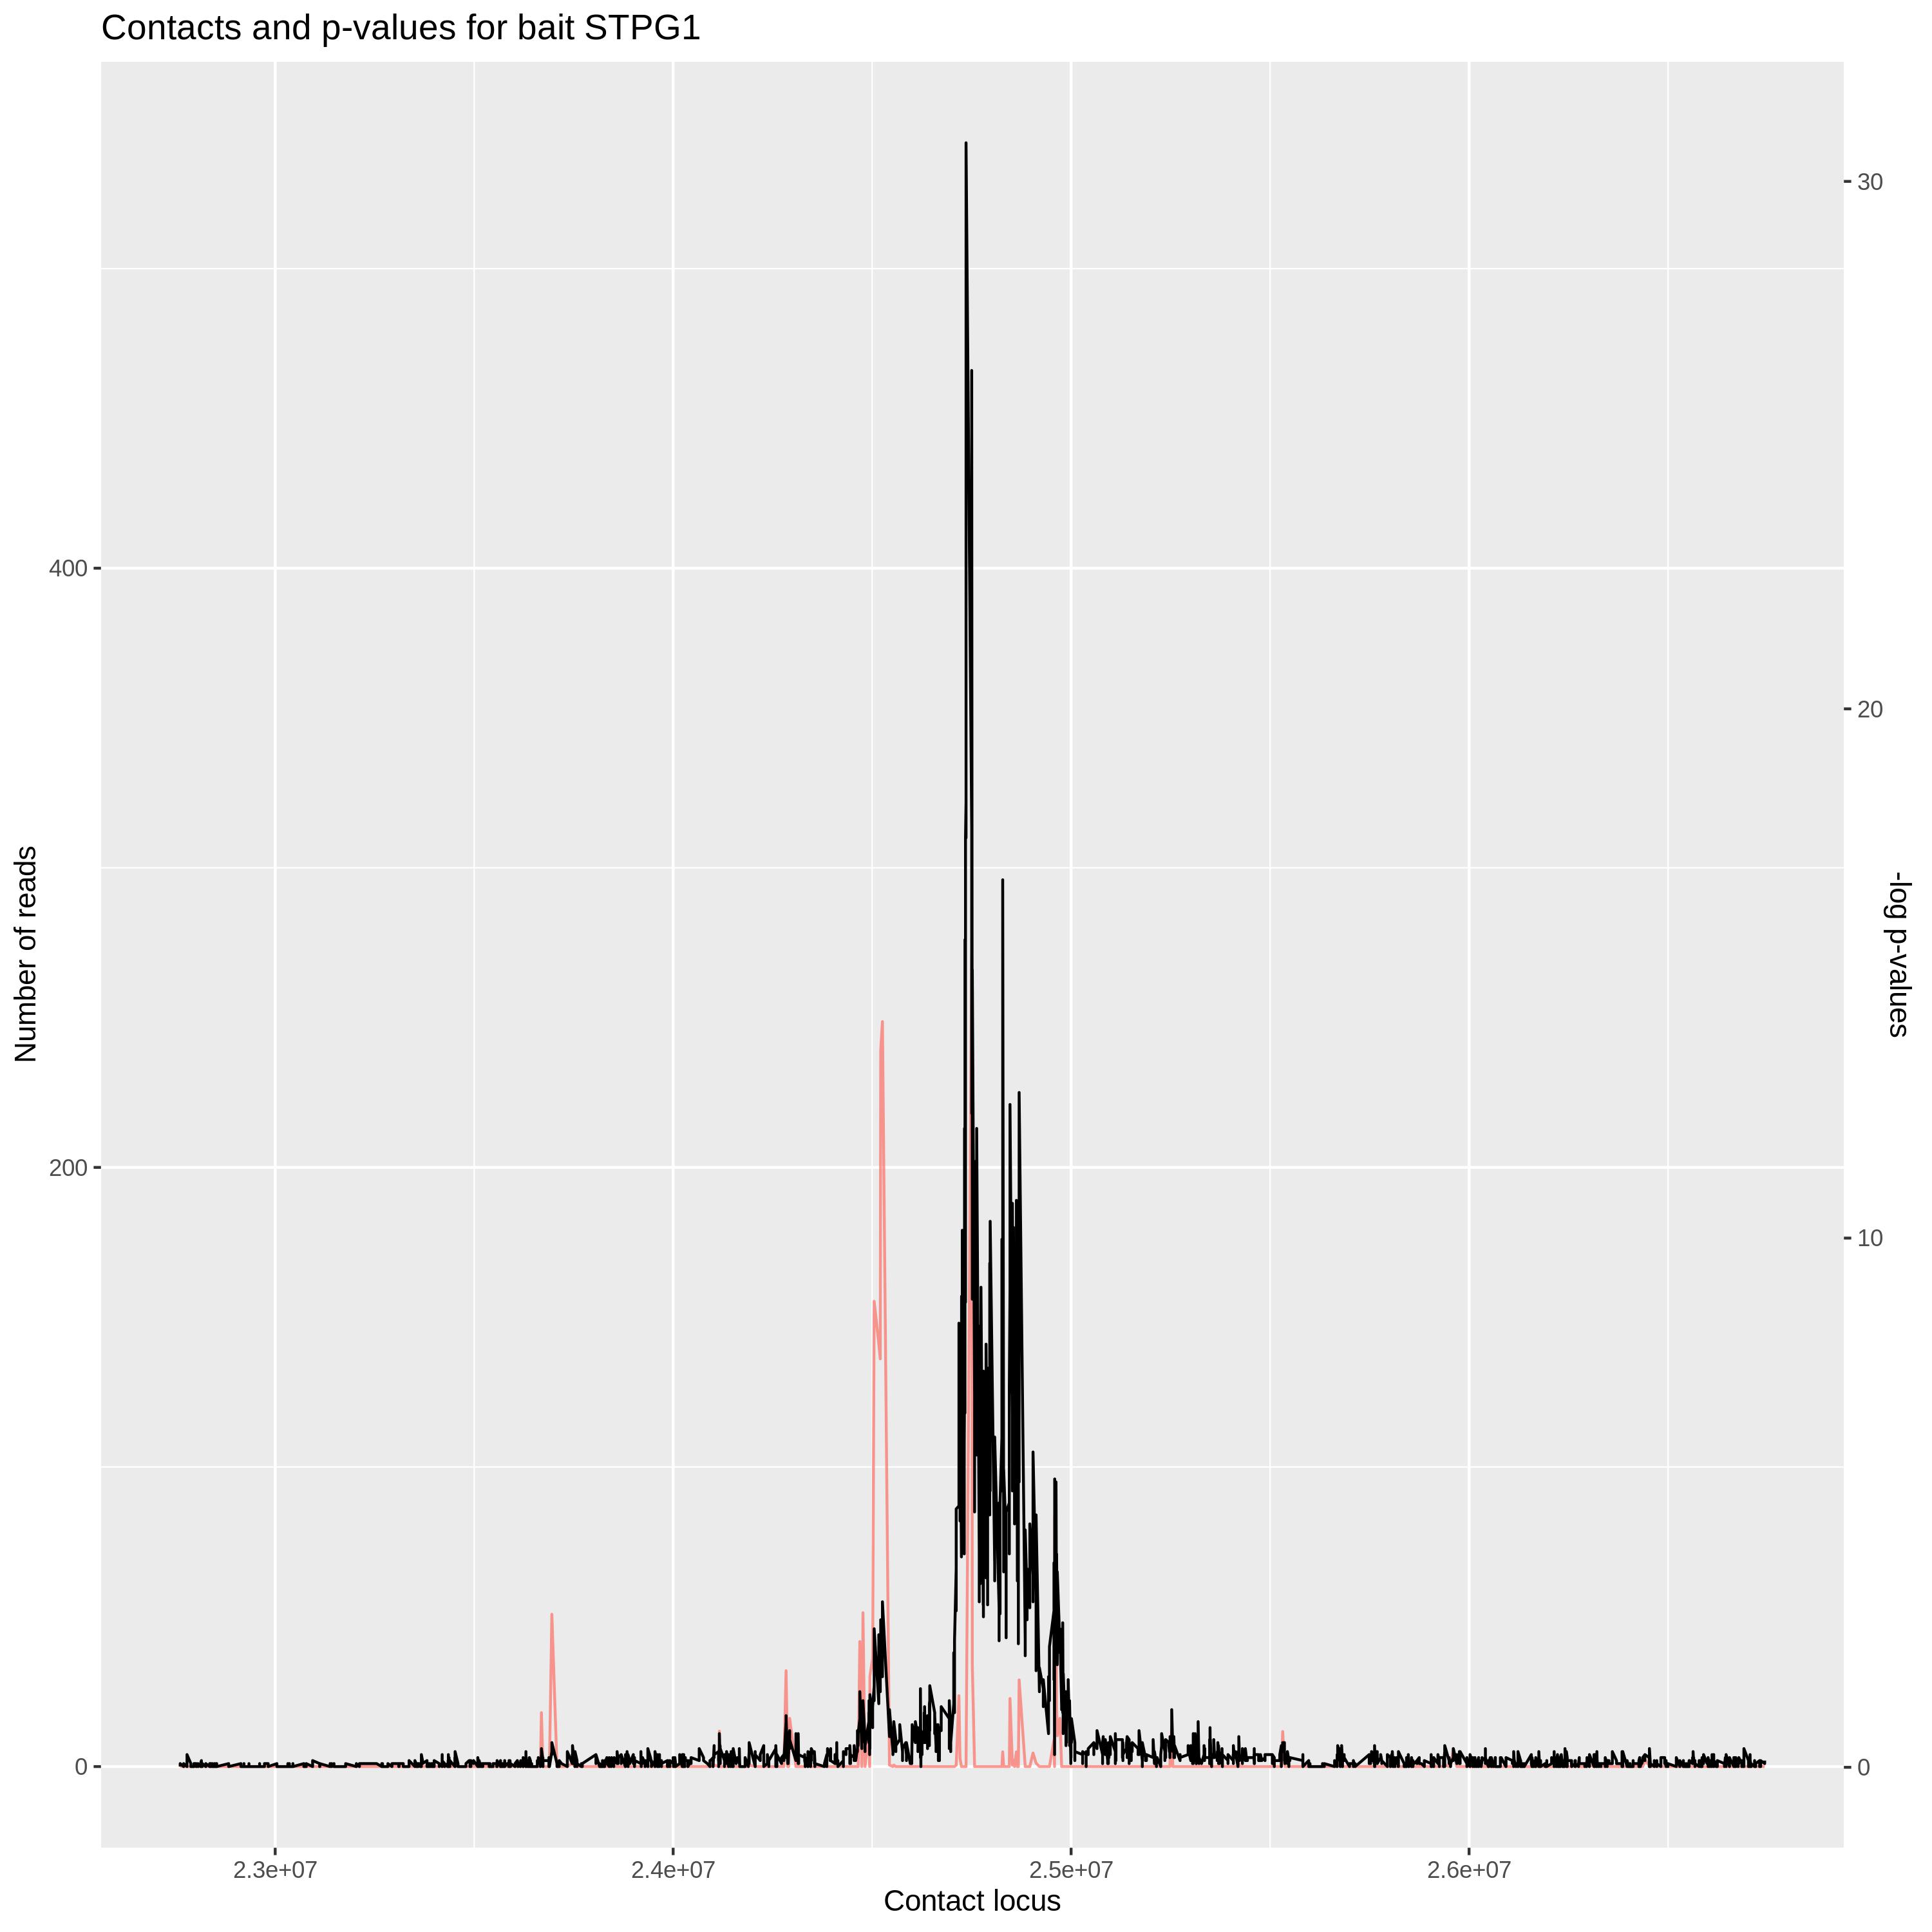 Contacts and p-values for bait STPG1
30
400
20
Number of reads
-log p-values
200
10
0
0
2.3e+07
2.4e+07
2.5e+07
2.6e+07
Contact locus